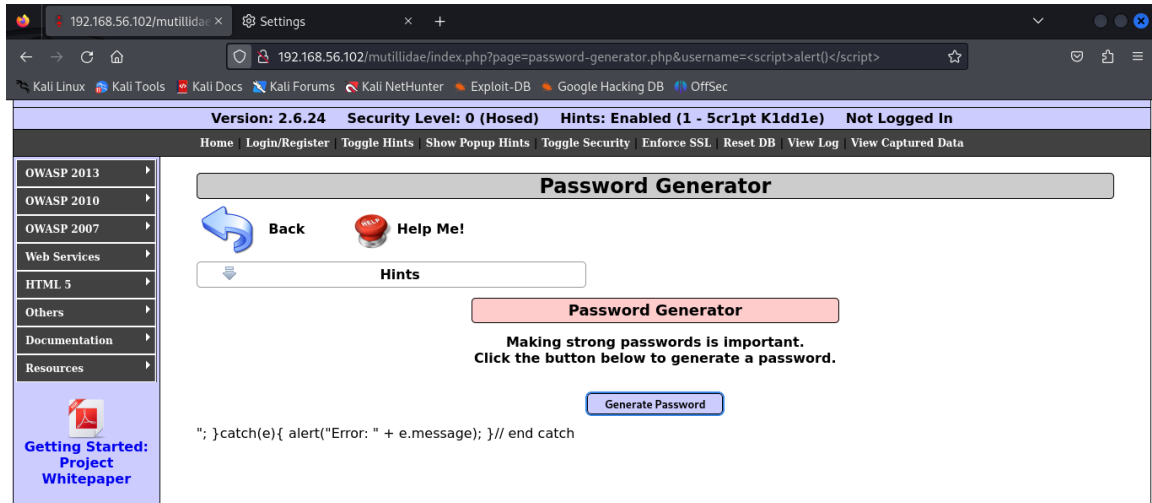 192.168.56.102/mutillidae
Settings
192.168.56.102/mutillidae/index.php?page=password-generator.php&username=<script>alert()</script>
Kali Linux Kali Tools Kali Docs Kali Forums Kali NetHunter Exploit-DB Google Hacking DB OffSec
Version: 2.6.24 Security Level: 0 (Hosed) Hints: Enabled (1 - 5cr1pt K1dd1e) Not Logged In
Home | Login/Register | Toggle Hints | Show Popup Hints | Toggle Security | Enforce SSL | Reset DB | View Log | View Captured Data
OWASP 2013
OWASP 2010
OWASP 2007
Web Services
HTML 5
Others
Documentation
Resources
Getting Started:
Project
Whitepaper
Password Generator
Back
HELP
Help Me!
Hints
Password Generator
Making strong passwords is important.
Click the button below to generate a password.
Generate Password
"; }catch(e){ alert("Error: " + e.message); }// end catch